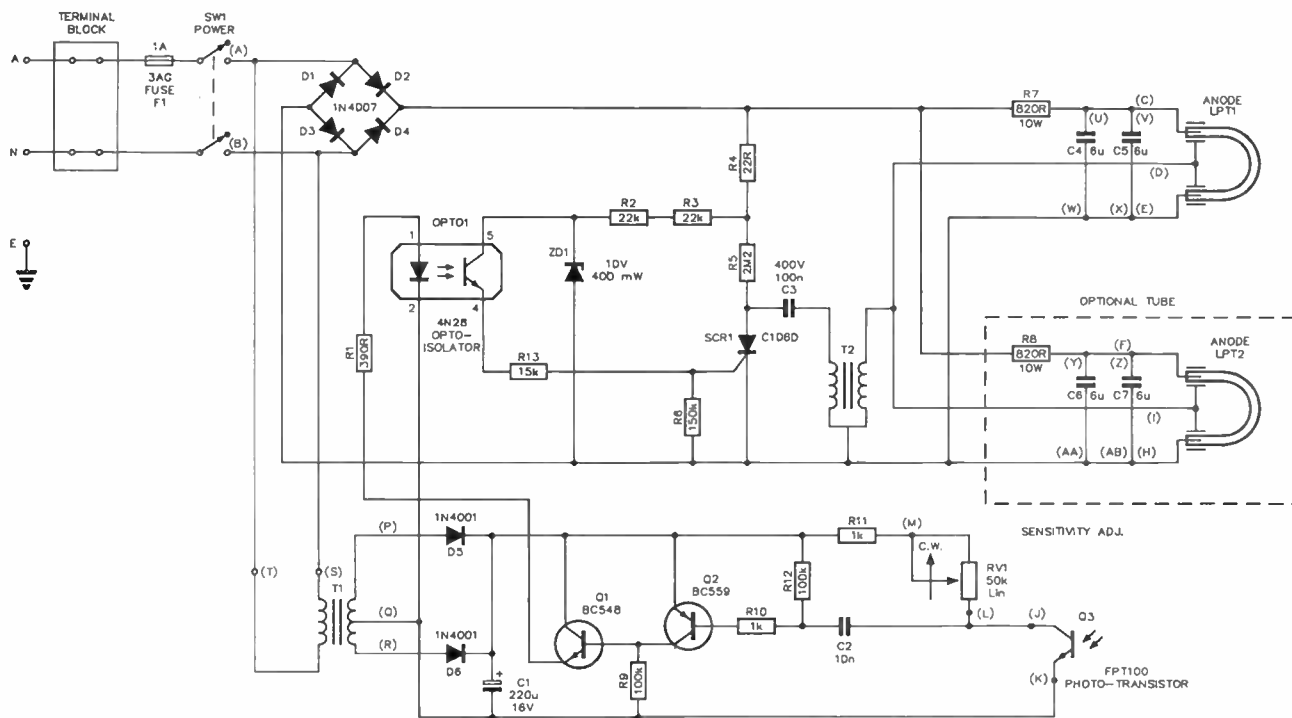 TERMINAL
BLOCK
SW1
POWER
A
1A
3AG
FUSE
F1
(A)
N
(B)
E
D1
D2
1N4007
D3
D4
R4
22R
R7
820R
10W
(U)
(C)
(V)
C4
6u
C5
6u
(W)
(X)
(E)
(D)
ANODE
LPT1
OPTO1
1
5
2
4
4N28
OPTO-
ISOLATOR
R1
390R
R2
22k
R3
22k
ZD1
10V
400 mW
R5
2M2
400V
100n
C3
SCR1
C106D
R13
15k
R6
150k
T2
OPTIONAL TUBE
R8
820R
10W
(Y)
(F)
(Z)
C6
6u
C7
6u
(AA)
(AB)
(H)
(I)
ANODE
LPT2
(T)
(S)
T1
(P)
(Q)
(R)
1N4001
D5
1N4001
D6
C1
+
220u
16V
Q1
BC548
Q2
BC559
R9
100k
R10
1k
R12
100k
R11
1k
C2
10n
(M)
C.W.
SENSITIVITY ADJ.
RV1
50k
Lin
(L)
(J)
Q3
(K)
FPT100
PHOTO-TRANSISTOR